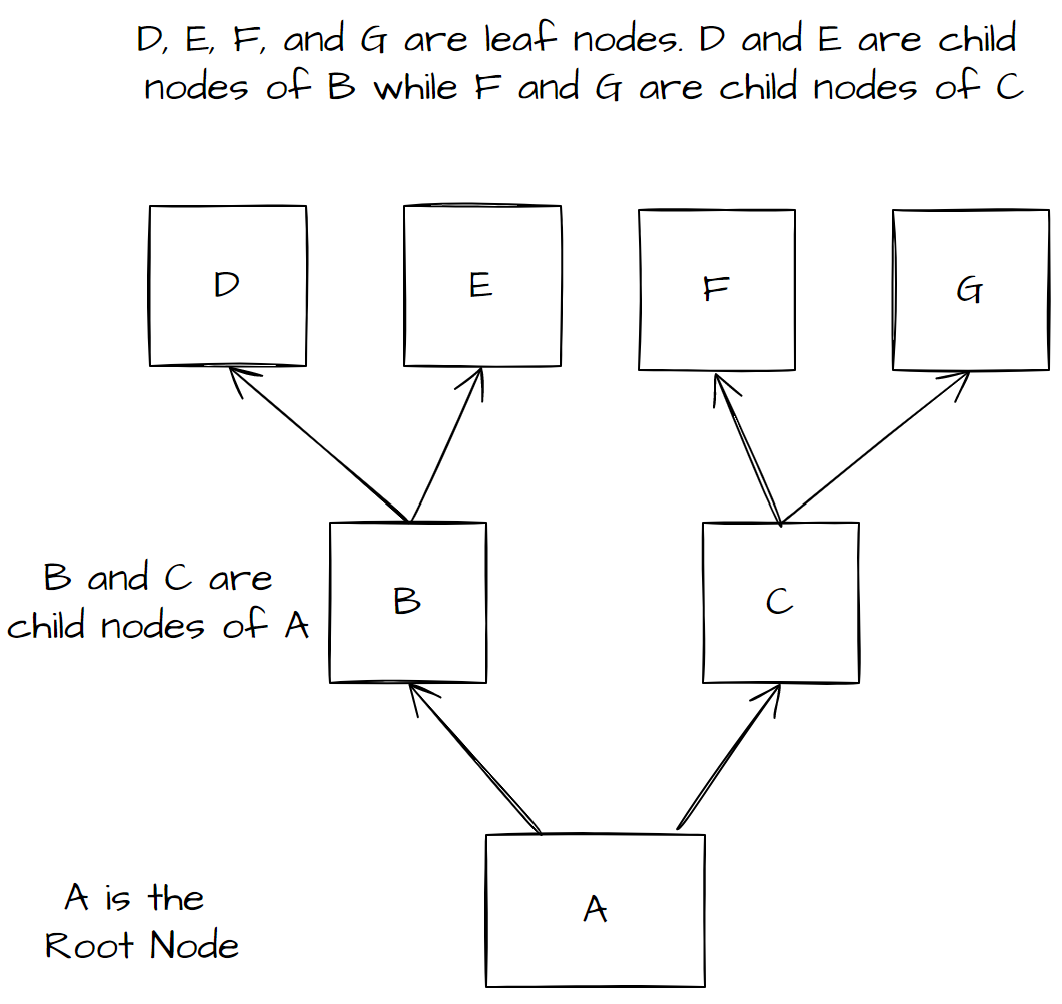 D, E, F, and G are leaf nodes. D and E are child
nodes of B while F and G are child nodes of C
D
E
F
G
B and C are
child nodes of A
B
C
A is the
Root Node
A